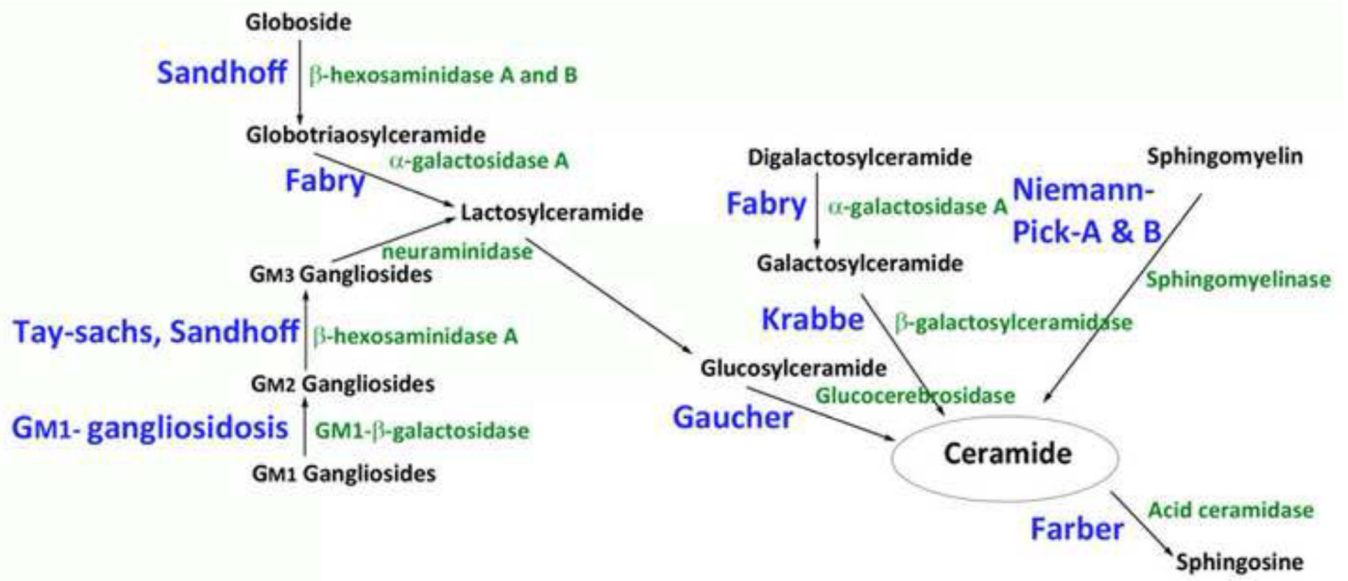 Globoside
Sandhoff
β-hexosaminidase A and B
Globotriaosylceramide
α-galactosidase A
Fabry
Lactosylceramide
neuraminidase
GM3 Gangliosides
Tay-sachs, Sandhoff
β-hexosaminidase A
GM2 Gangliosides
GM1- gangliosidosis
GM1-β-galactosidase
GM1 Gangliosides
Digalactosylceramide
Fabry
α-galactosidase A
Galactosylceramide
Krabbe
β-galactosylceramidase
Glucosylceramide
Glucocerebrosidase
Gaucher
Sphingomyelin
Niemann-
Pick-A & B
Sphingomyelinase
Ceramide
Acid ceramidase
Farber
Sphingosine